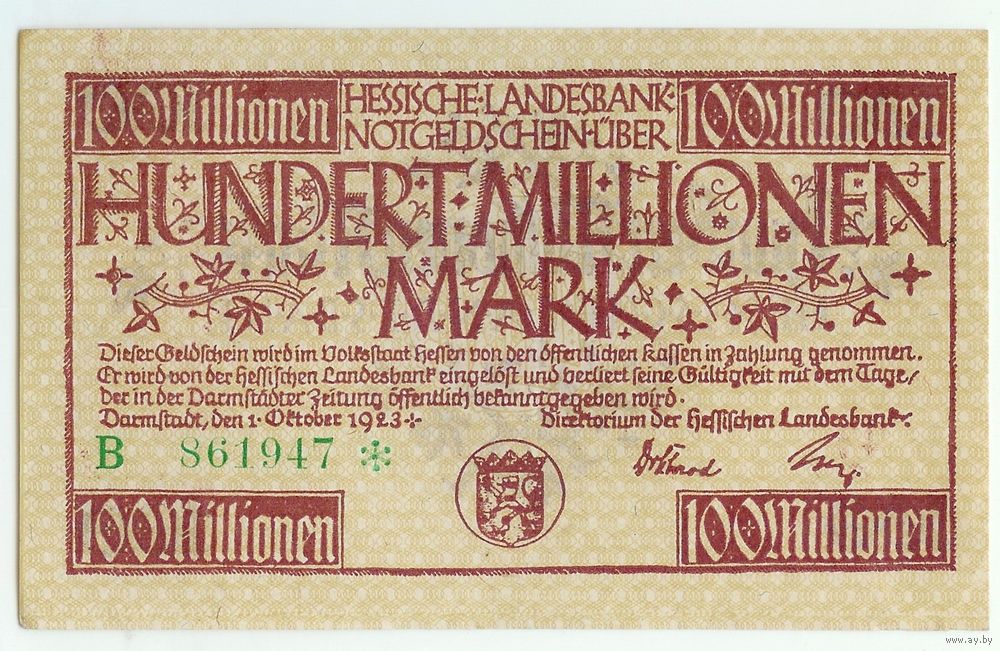 100 Millionen
HESSISCHE·LANDESBANK·
NOTGELDSCHEIN·ÜBER
100 Millionen
HUNDERT·MILLIONEN
MARK
Dieser Geldschein wird im Volksstaat Hessen von den öffentlichen Kassen in Zahlung genommen.
Er wird von der Hessischen Landesbank eingelöst und verliert seine Gültigkeit mit dem Tage,
der in der Darmstädter Zeitung öffentlich bekanntgegeben wird.
Darmstadt, den 1. Oktober 1923
Direktorium der Hessischen Landesbank
B 861947
100 Millionen
100 Millionen
www.ay.by